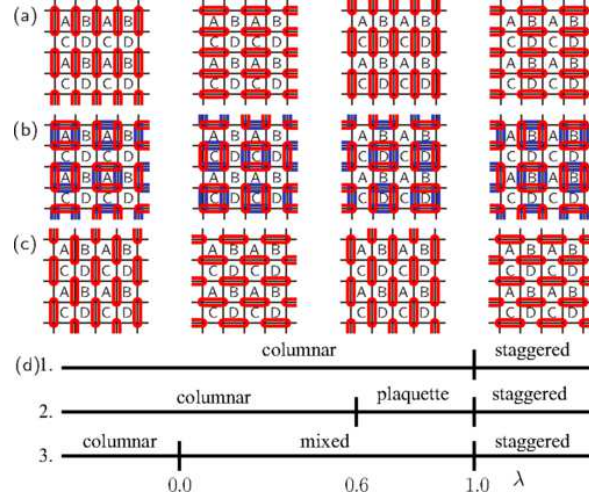 (a) A B A B A B A B A B A B A B A B
C D C D C D C D C D C D C D C D
A B A B A B A B A B A B A B A B
C D C D C D C D C D C D C D C D
(b) A B A B A B A B A B A B A B A B
C D C D C D C D C D C D C D C D
A B A B A B A B A B A B A B A B
C D C D C D C D C D C D C D C D
(c) A B A B A B A B A B A B A B A B
C D C D C D C D C D C D C D C D
A B A B A B A B A B A B A B A B
C D C D C D C D C D C D C D C D
(d) 1. columnar staggered
2. columnar plaquette staggered
3. columnar mixed staggered
0.0 0.6 1.0 λ